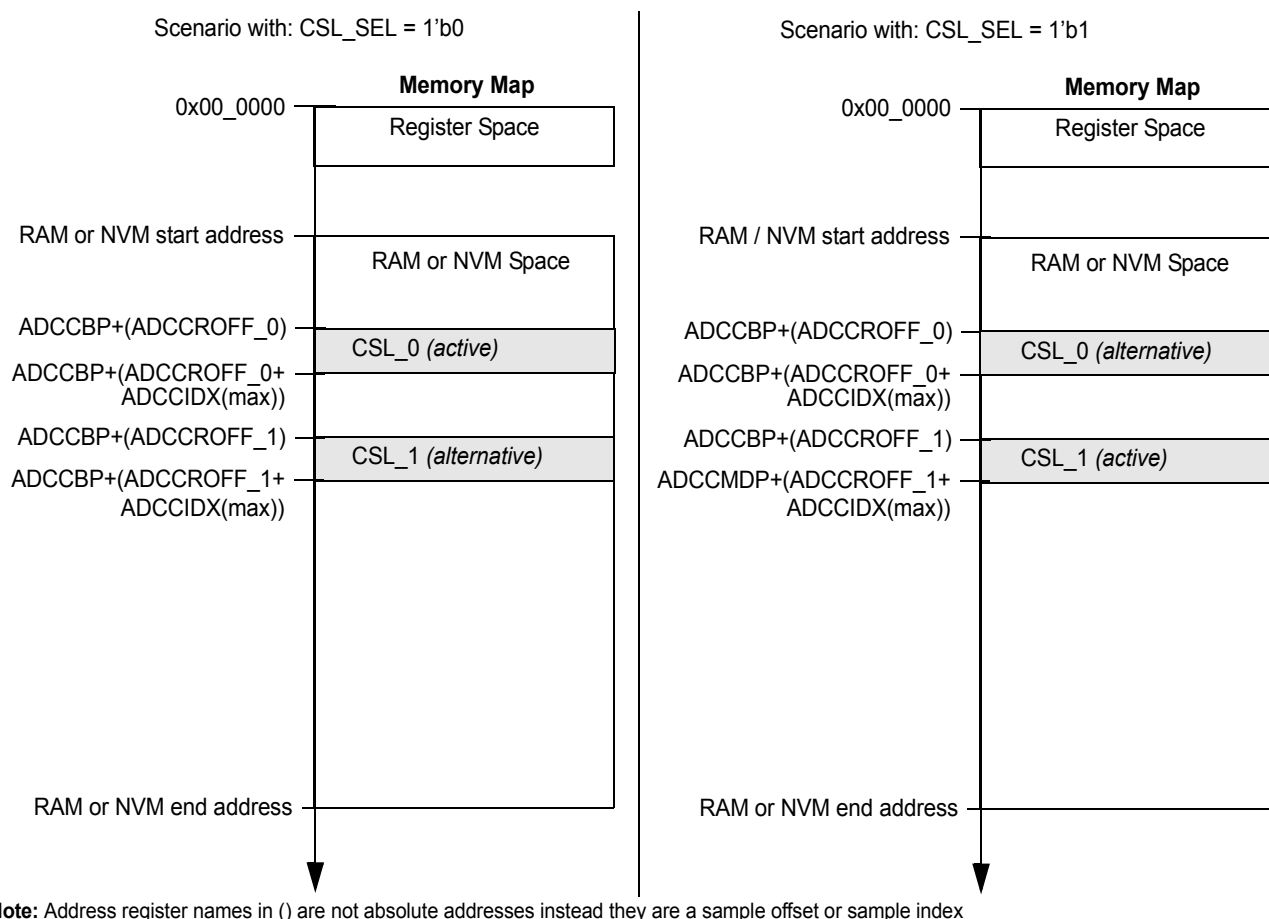 Scenario with: CSL_SEL = 1'b0
Memory Map
0x00_0000
Register Space
RAM or NVM start address
RAM or NVM Space
ADCCBP+(ADCCROFF_0)
CSL_0 (active)
ADCCBP+(ADCCROFF_0+
ADCCIDX(max))
ADCCBP+(ADCCROFF_1)
CSL_1 (alternative)
ADCCBP+(ADCCROFF_1+
ADCCIDX(max))
RAM or NVM end address
Scenario with: CSL_SEL = 1'b1
Memory Map
0x00_0000
Register Space
RAM / NVM start address
RAM or NVM Space
ADCCBP+(ADCCROFF_0)
CSL_0 (alternative)
ADCCBP+(ADCCROFF_0+
ADCCIDX(max))
ADCCBP+(ADCCROFF_1)
CSL_1 (active)
ADCCMDP+(ADCCROFF_1+
ADCCIDX(max))
RAM or NVM end address
Note: Address register names in () are not absolute addresses instead they are a sample offset or sample index